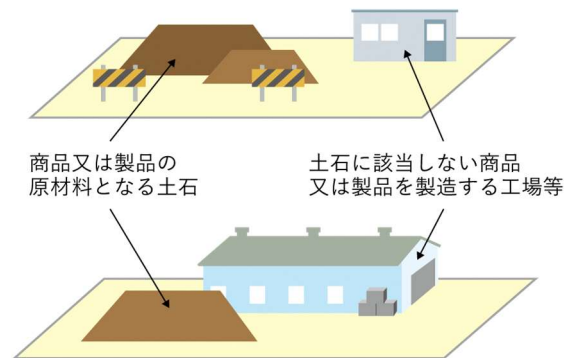 商品又は製品の
原材料となる土石
土石に該当しない商品
又は製品を製造する工場等